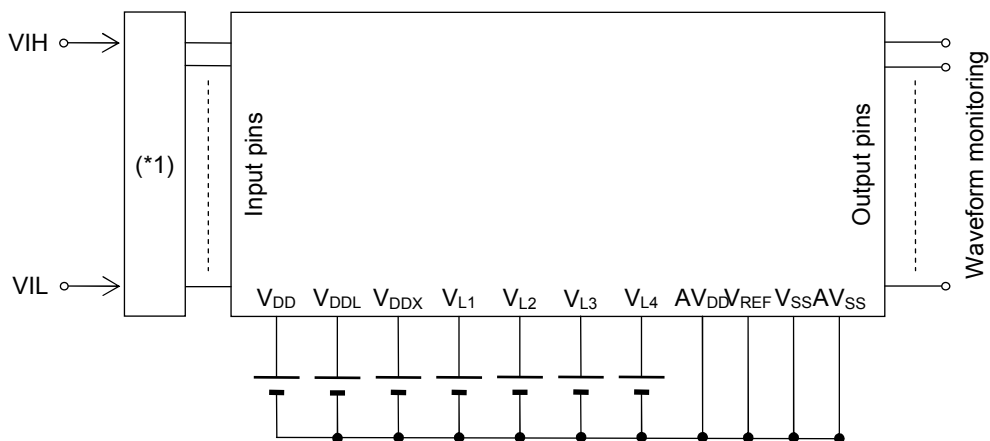 VIH
(*1)
VIL
Input pins
Output pins
Waveform monitoring
VDD VDDL VDDX VL1 VL2 VL3 VL4 AVDD VREF VSS AVSS